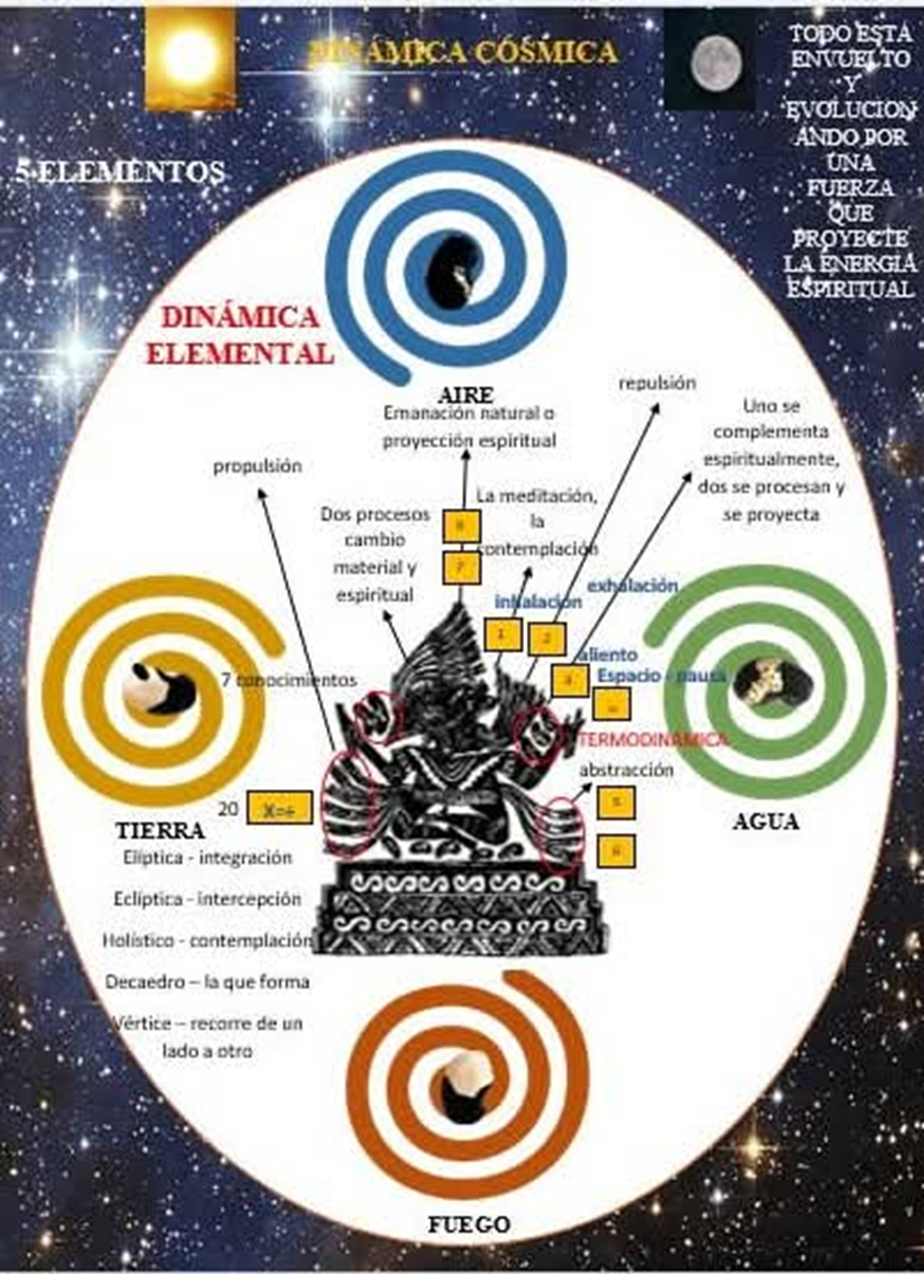 DINÁMICA CÓSMICA
TODO ESTA
ENVUELTO
Y
EVOLUCION
ANDO POR
UNA
FUERZA
QUE
PROYECTE
LA ENERGIA
ESPIRITUAL
5 ELEMENTOS
DINÁMICA
ELEMENTAL
AIRE
Emanación natural o
proyección espiritual
repulsión
Uno se
complementa
espiritualmente,
dos se procesan y
se proyecta
propulsión
La meditación,
la
contemplación
Dos procesos
cambio
material y
espiritual
7
exhalación
inhalación
1
2
aliento
Espacio - pausa
7 conocimientos
TERMODINAMICA
abstracción
5
6
20
TIERRA
AGUA
Elíptica - integración
Eclíptica - intercepción
Holístico - contemplación
Decaedro – la que forma
Vértice – recorre de un
lado a otro
FUEGO